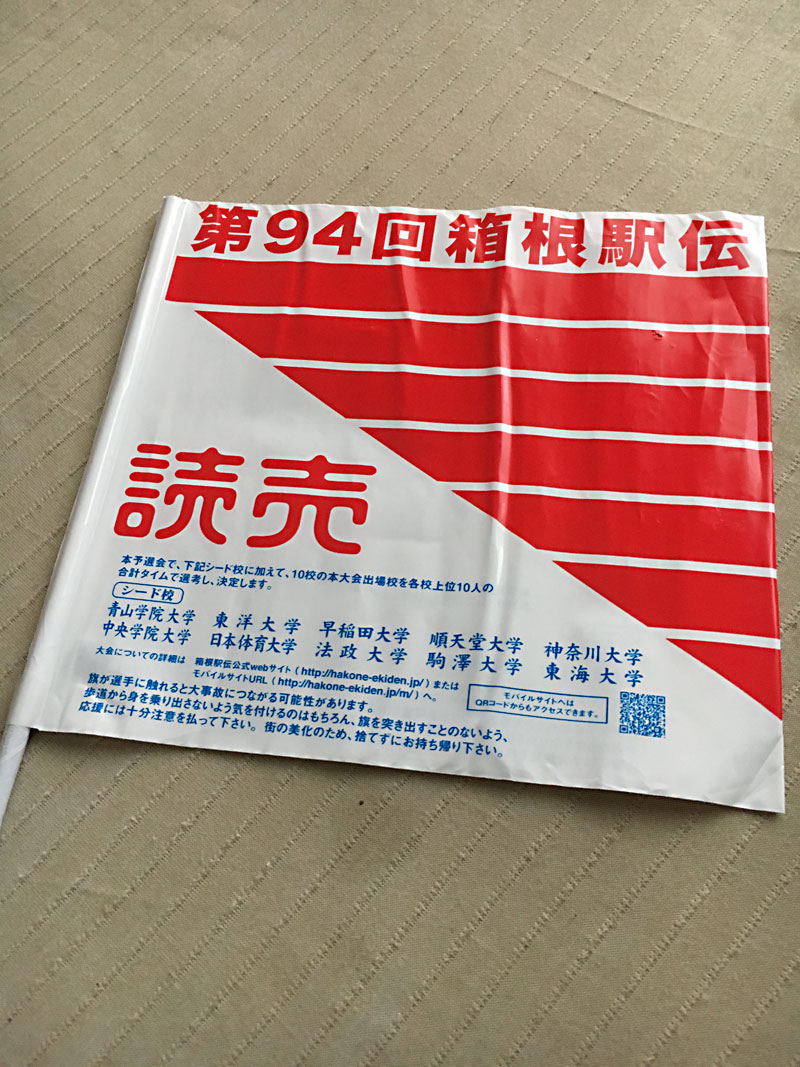 第94回箱根駅伝
読売
本予選会で、下記シード校に加えて、10校の本大会出場校を各校上位10人の
合計タイムで選考し、決定します。
シード校
青山学院大学 東洋大学 早稲田大学 順天堂大学 神奈川大学
中央学院大学 日本体育大学 法政大学 駒澤大学 東海大学
大会についての詳細は 箱根駅伝公式webサイト（http://hakone-ekiden.jp/）または
モバイルサイトURL（http://hakone-ekiden.jp/m/）へ。
モバイルサイトへは
QRコードからもアクセスできます。
旗が選手に触れると大事故につながる可能性があります。
歩道から身を乗り出さないよう気を付けるのはもちろん、旗を突き出すことのないよう、
応援には十分注意を払って下さい。街の美化のため、捨てずにお持ち帰り下さい。